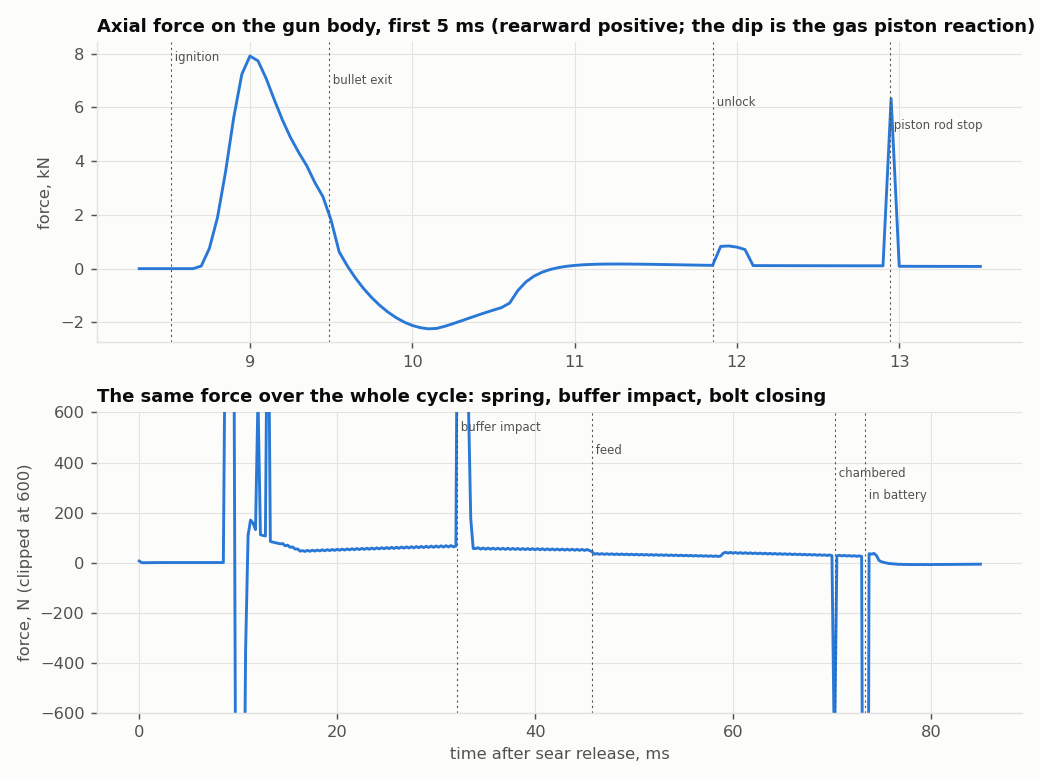 Axial force on the gun body, first 5 ms (rearward positive; the dip is the gas piston reaction)
ignition
bullet exit
unlock
piston rod stop
force, kN
8
6
4
2
0
−2
9
10
11
12
13
The same force over the whole cycle: spring, buffer impact, bolt closing
buffer impact
feed
chambered
in battery
force, N (clipped at 600)
600
400
200
0
−200
−400
−600
0
20
40
60
80
time after sear release, ms